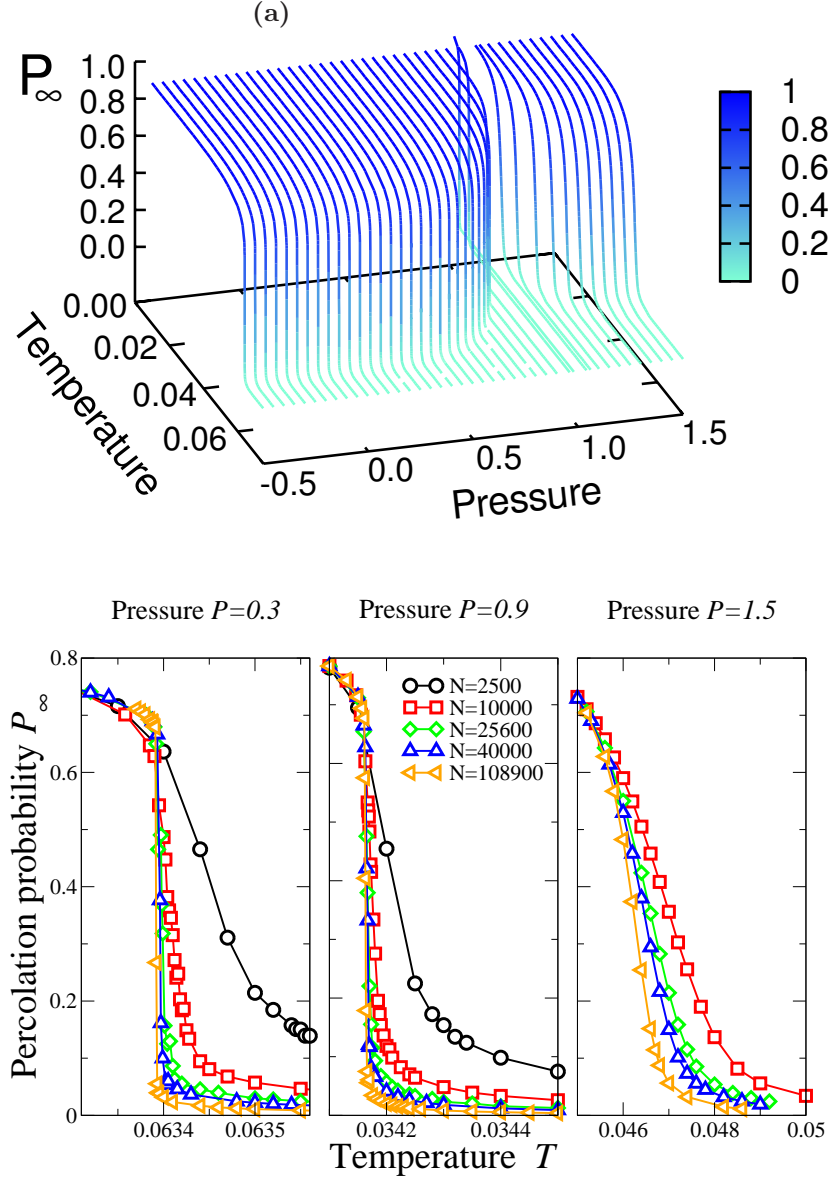 (a)
P∞
1.0
0.8
0.6
0.4
0.2
0.0
1
0.8
0.6
0.4
0.2
0
0.00
0.02
0.04
0.06
Temperature
-0.5
0.0
0.5
1.0
1.5
Pressure
Pressure P=0.3
Pressure P=0.9
Pressure P=1.5
Percolation probability P∞
0.8
0.6
0.4
0.2
0
N=2500
N=10000
N=25600
N=40000
N=108900
0.0634 0.0635
0.0342 0.0344
0.046 0.048 0.05
Temperature T